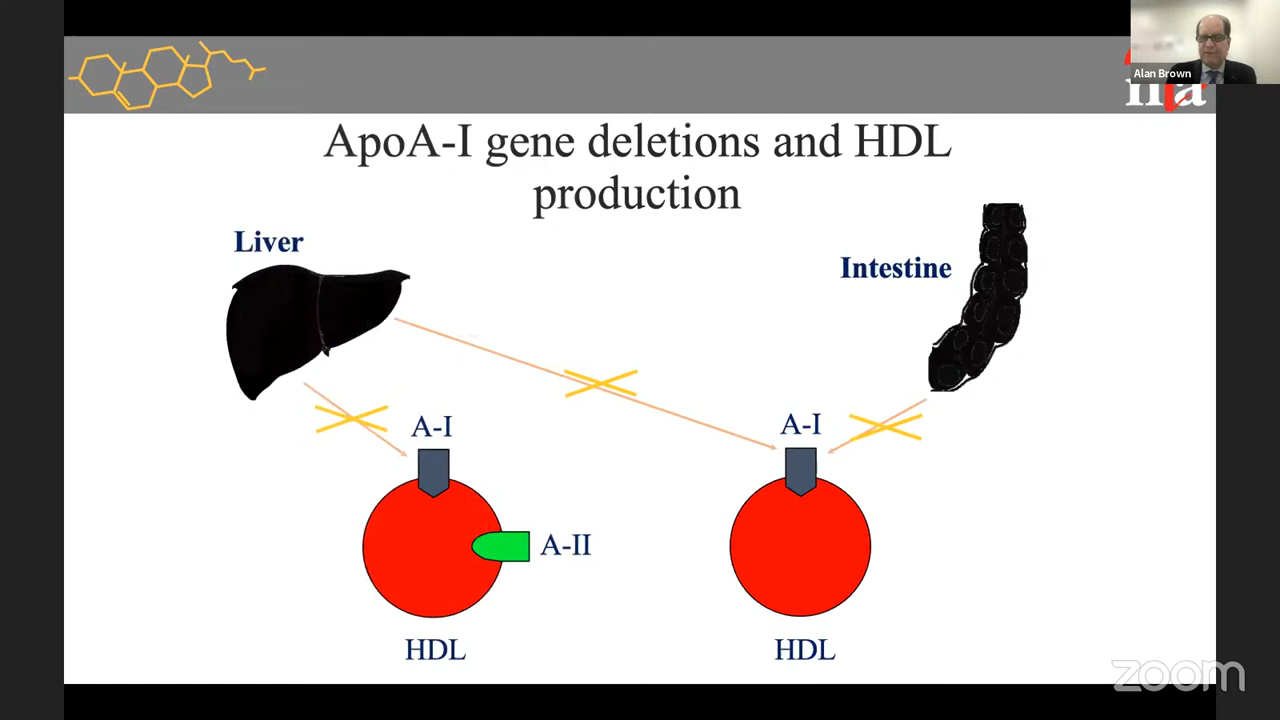 Alan Brown
ApoA-I gene deletions and HDL
production
Liver
Intestine
A-I
A-I
A-II
HDL
HDL
zoom